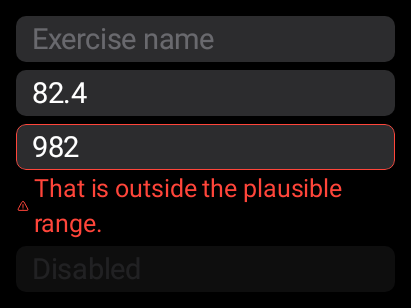 Exercise name
82.4
982
That is outside the plausible
range.
Disabled